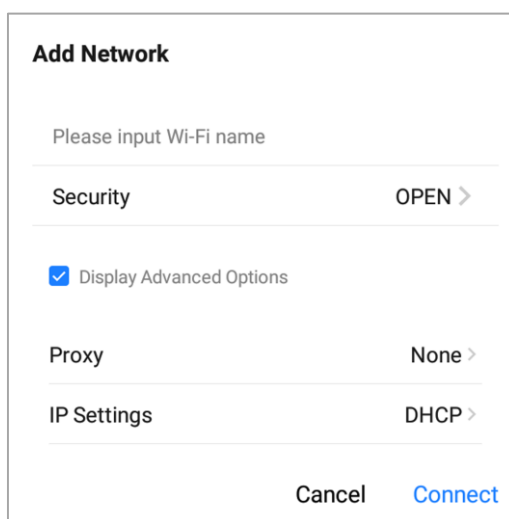 Add Network
Please input Wi-Fi name
Security OPEN
Display Advanced Options
Proxy None
IP Settings DHCP
Cancel Connect